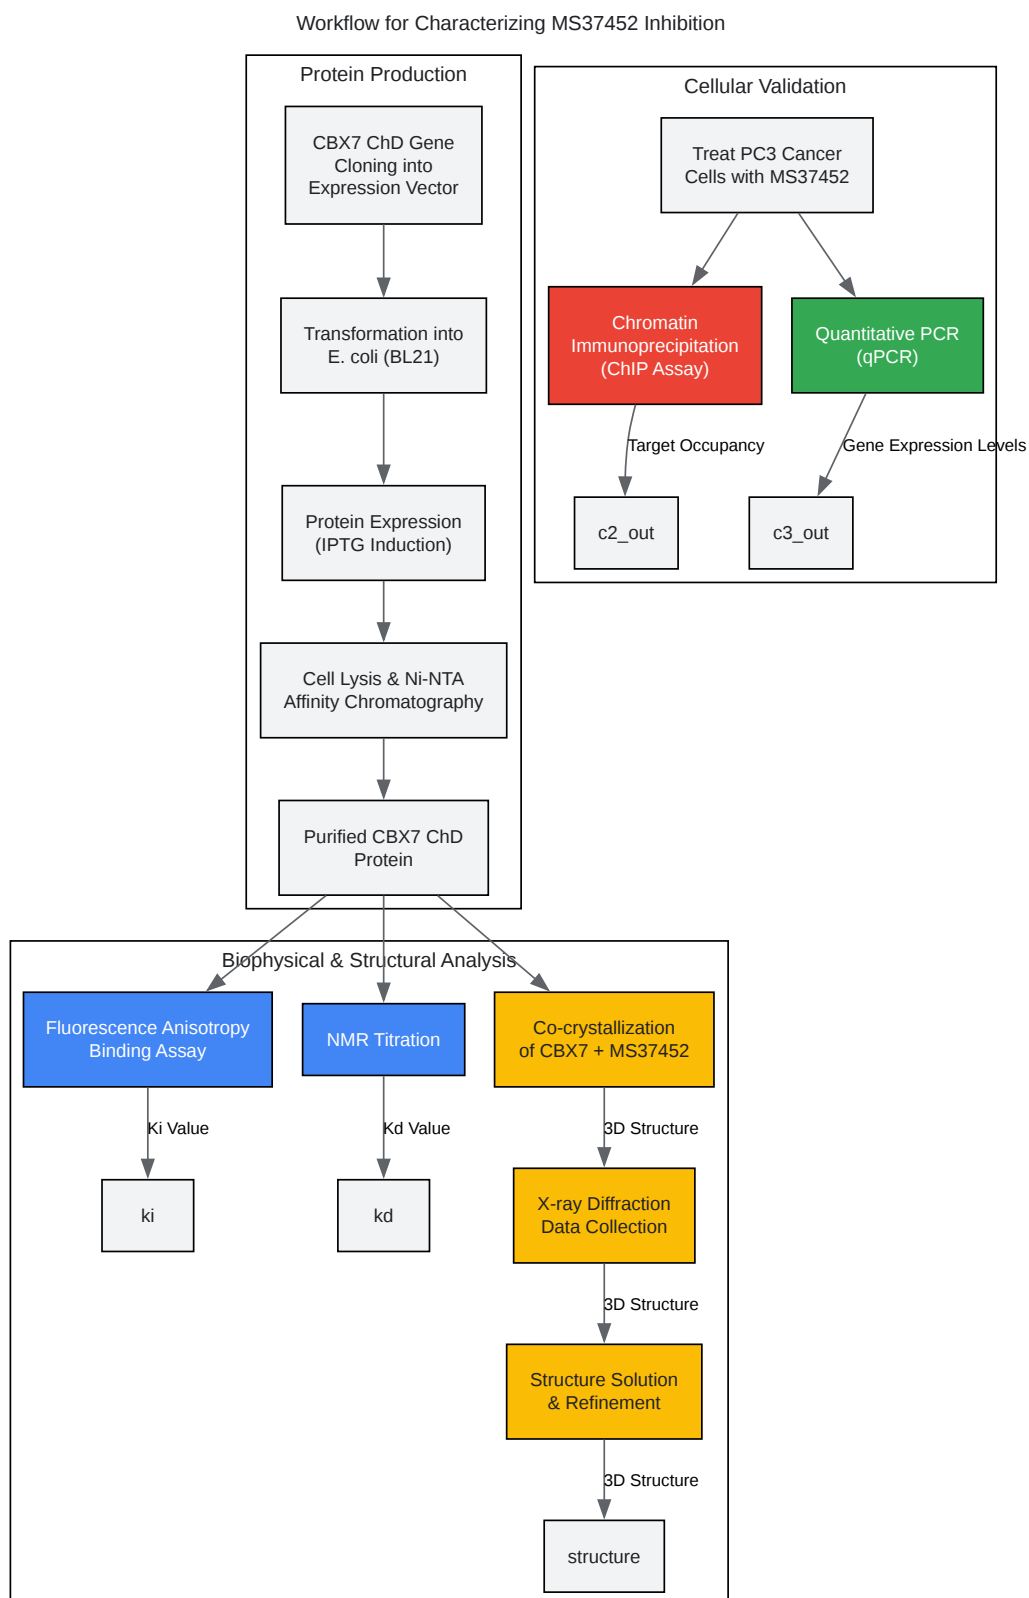 Workflow for Characterizing MS37452 Inhibition
Protein Production
CBX7 ChD Gene
Cloning into
Expression Vector
Transformation into
E. coli (BL21)
Protein Expression
(IPTG Induction)
Cell Lysis & Ni-NTA
Affinity Chromatography
Purified CBX7 ChD
Protein
Cellular Validation
Treat PC3 Cancer
Cells with MS37452
Chromatin
Immunoprecipitation
(ChIP Assay)
Quantitative PCR
(qPCR)
Target Occupancy
Gene Expression Levels
c2_out
c3_out
Biophysical & Structural Analysis
Fluorescence Anisotropy
Binding Assay
NMR Titration
Co-crystallization
of CBX7 + MS37452
Ki Value
Kd Value
3D Structure
ki
kd
X-ray Diffraction
Data Collection
3D Structure
Structure Solution
& Refinement
3D Structure
structure